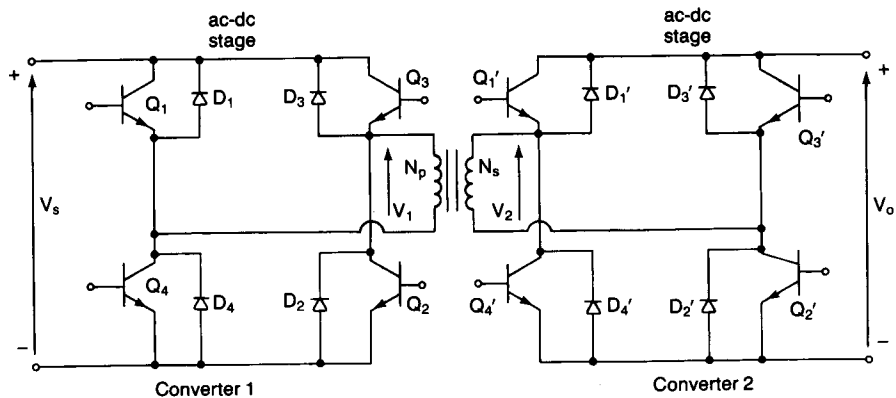 ac-dc
stage
ac-dc
stage
+
Q1
D1
D3
Q3
Q1′
D1′
D3′
Q3′
+
Vs
Np
V1
Ns
V2
Vo
Q4
D4
D2
Q2
Q4′
D4′
D2′
Q2′
−
−
Converter 1
Converter 2